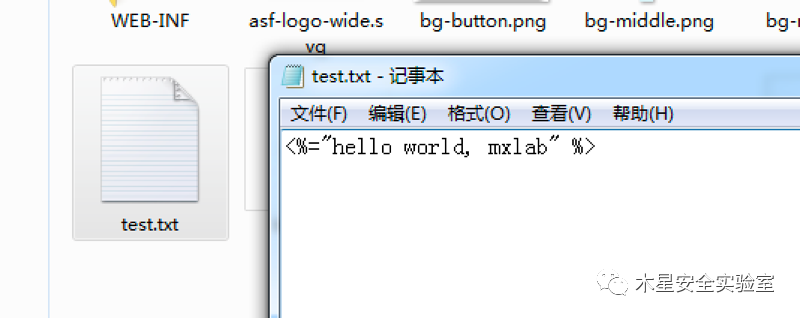 WEB-INF
asf-logo-wide.s
vg
bg-button.png
bg-middle.png
bg-
test.txt
test.txt - 记事本
文件(F) 编辑(E) 格式(O) 查看(V) 帮助(H)
<%="hello world, mxlab" %>
木星安全实验室